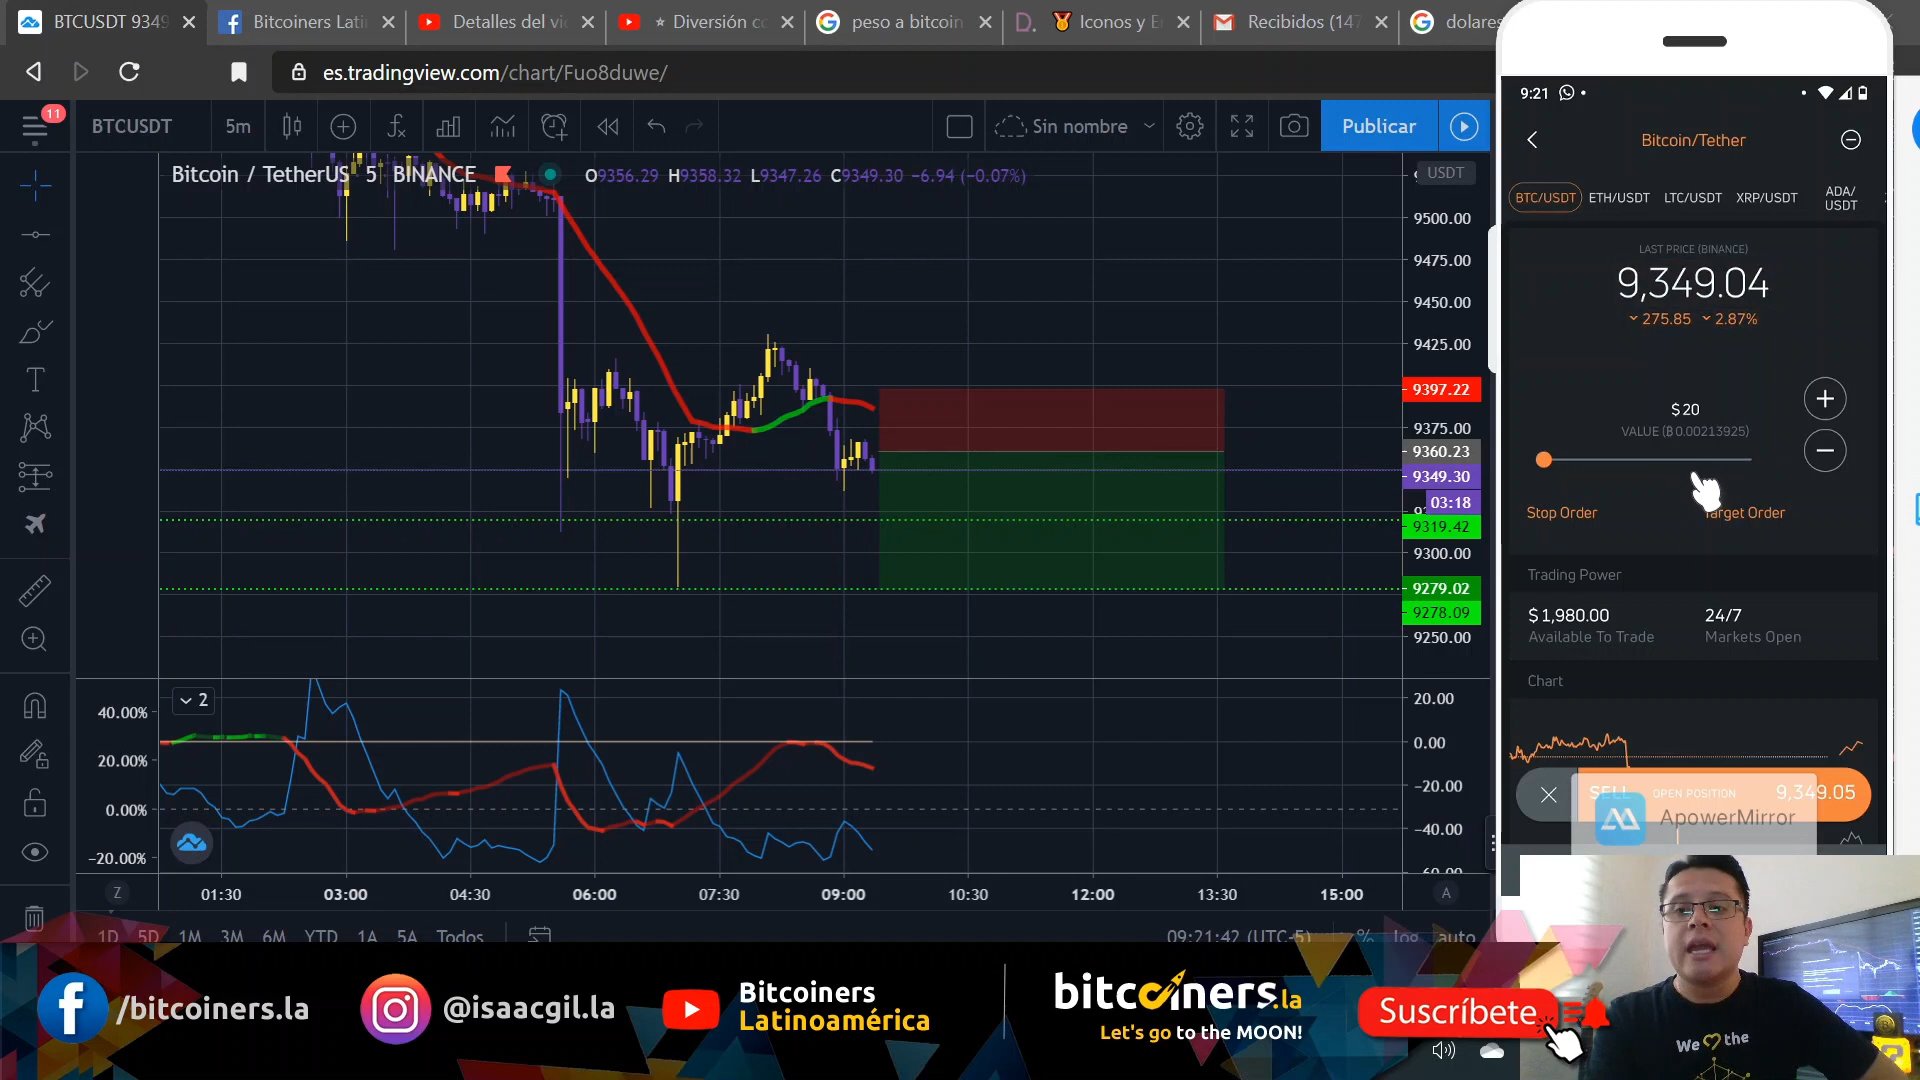 BTCUSDT 9349
Bitcoiners Lati
Detalles del vi
Diversión c
peso a bitcoin
D.
Iconos y E
Recibidos (147
dolares
es.tradingview.com/chart/Fuo8duwe/
11
BTCUSDT
5m
Sin nombre
Publicar
Bitcoin / TetherUS 5 BINANCE
O9356.29 H9358.32 L9347.26 C9349.30 -6.94 (-0.07%)
USDT
9500.00
9475.00
9450.00
9425.00
9397.22
9375.00
9360.23
9349.30
03:18
9319.42
9300.00
9279.02
9278.09
9250.00
2
40.00%
20.00%
0.00%
-20.00%
20.00
0.00
-20.00
-40.00
-60.00
Z
01:30
03:00
04:30
06:00
07:30
09:00
10:30
12:00
13:30
15:00
A
1D 5D 1M 3M 6M YTD 1A 5A Todos
09:21:42 (UTC-5)
%
log
auto
9:21
Bitcoin/Tether
BTC/USDT
ETH/USDT
LTC/USDT
XRP/USDT
ADA/
USDT
LAST PRICE (BINANCE)
9,349.04
275.85
2.87%
$20
VALUE (₿0.00213925)
Stop Order
Target Order
Trading Power
$1,980.00
24/7
Available To Trade
Markets Open
Chart
SELL
OPEN POSITION
9,349.05
ApowerMirror
/bitcoiners.la
@isaacgil.la
Bitcoiners
Latinoamérica
bitcoiners.la
Let's go to the MOON!
Suscríbete
We the